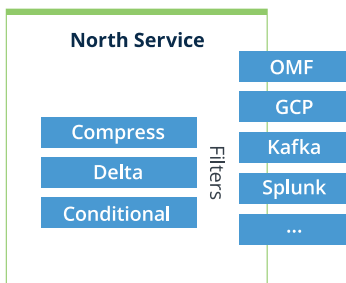 North Service
Compress
Delta
Conditional
Filters
OMF
GCP
Kafka
Splunk
...